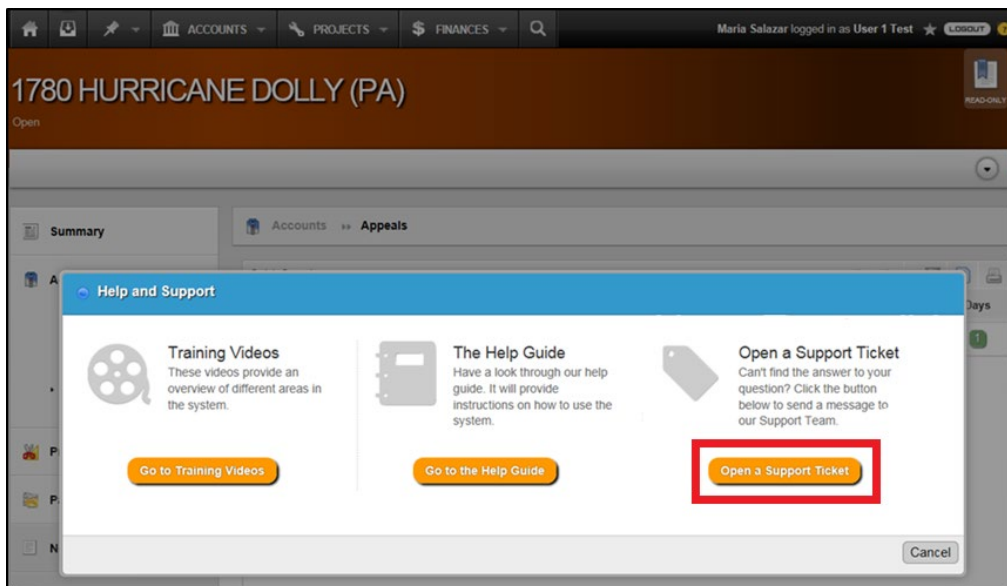 ACCOUNTS PROJECTS $ FINANCES Maria Salazar logged in as User 1 Test LOGOUT
1780 HURRICANE DOLLY (PA)
READ-ONLY
Open
Summary
Accounts Appeals
A
Days
Help and Support
1
Training Videos
These videos provide an
overview of different areas in
the system.
Go to Training Videos
The Help Guide
Have a look through our help
guide. It will provide
instructions on how to use the
system.
Go to the Help Guide
Open a Support Ticket
Can't find the answer to your
question? Click the button
below to send a message to
our Support Team.
Open a Support Ticket
P
P
N
Cancel